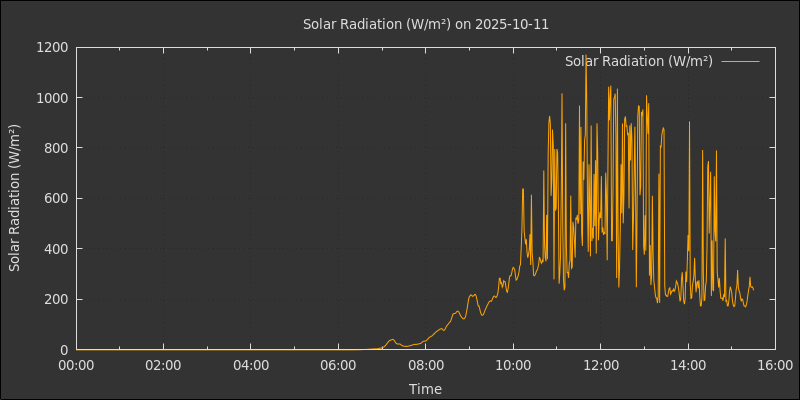 Solar Radiation (W/m²) on 2025-10-11
Solar Radiation (W/m²)
Solar Radiation (W/m²)
1200
1000
800
600
400
200
0
00:00 02:00 04:00 06:00 08:00 10:00 12:00 14:00 16:00
Time